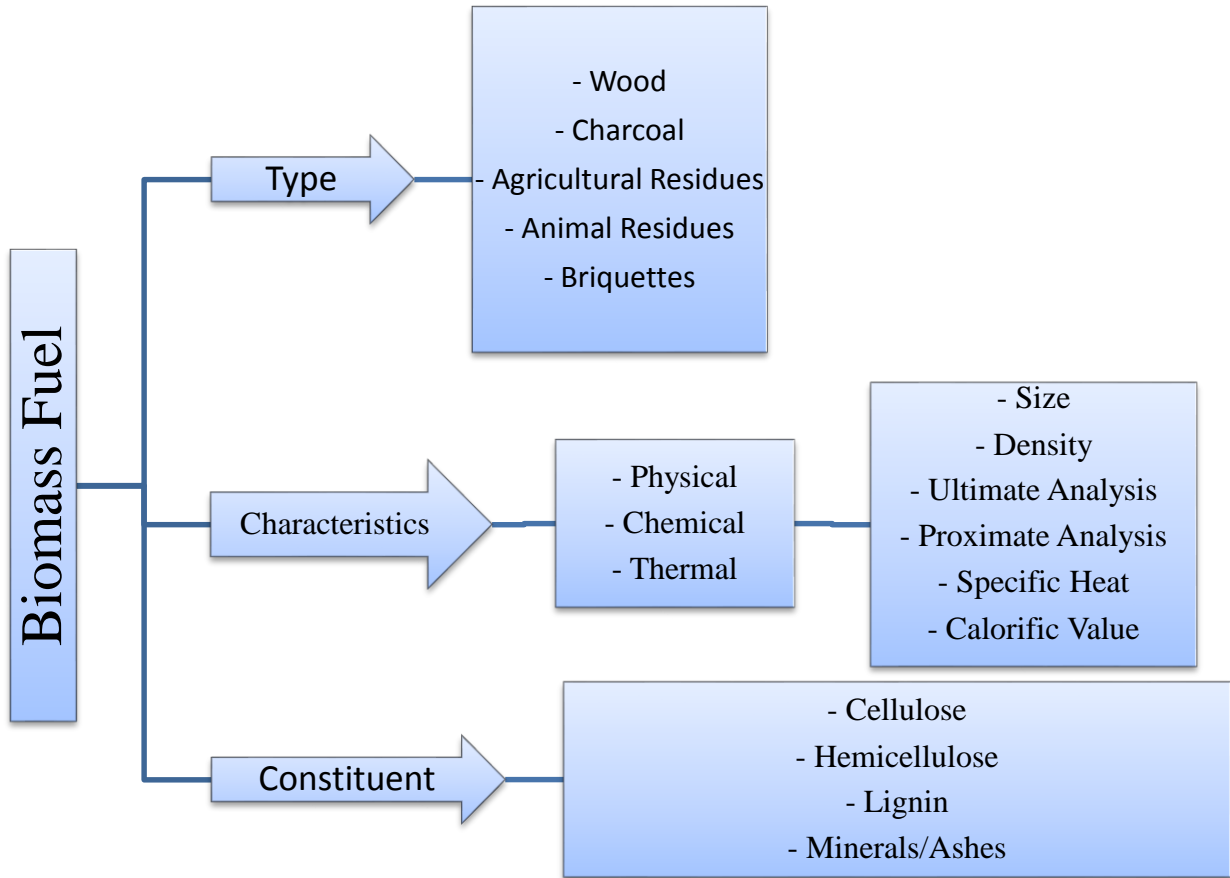 Biomass Fuel
Type
- Wood
- Charcoal
- Agricultural Residues
- Animal Residues
- Briquettes
Characteristics
- Physical
- Chemical
- Thermal
- Size
- Density
- Ultimate Analysis
- Proximate Analysis
- Specific Heat
- Calorific Value
Constituent
- Cellulose
- Hemicellulose
- Lignin
- Minerals/Ashes